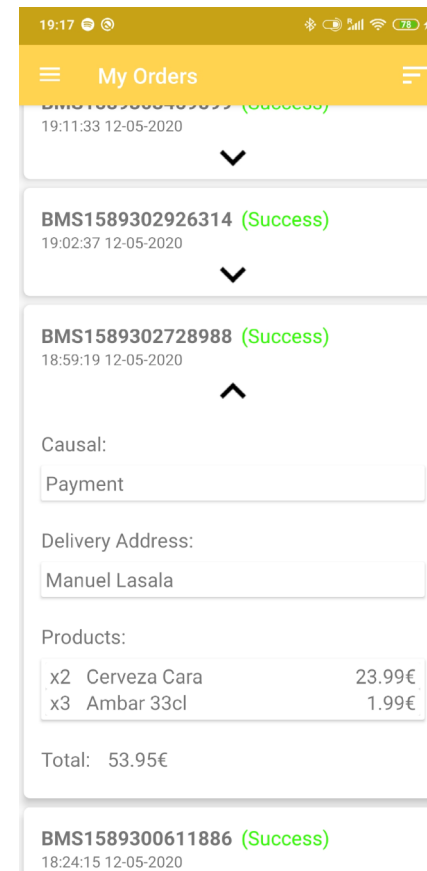 19:17 78
My Orders
(Success)
19:11:33 12-05-2020
BMS1589302926314 (Success)
19:02:37 12-05-2020
BMS1589302728988 (Success)
18:59:19 12-05-2020
Causal:
Payment
Delivery Address:
Manuel Lasala
Products:
x2 Cerveza Cara 23.99€
x3 Ambar 33cl 1.99€
Total: 53.95€
BMS1589300611886 (Success)
18:24:15 12-05-2020